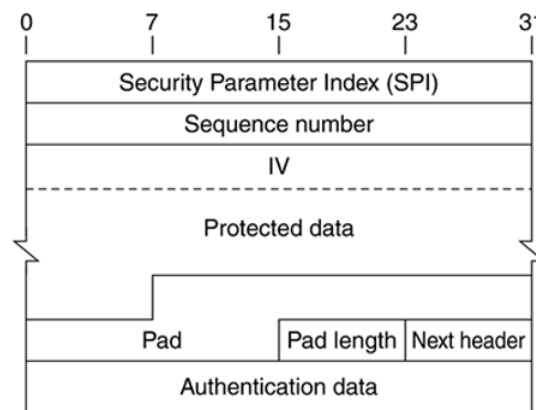 0 7 15 23 31
Security Parameter Index (SPI)
Sequence number
IV
Protected data
Pad Pad length Next header
Authentication data